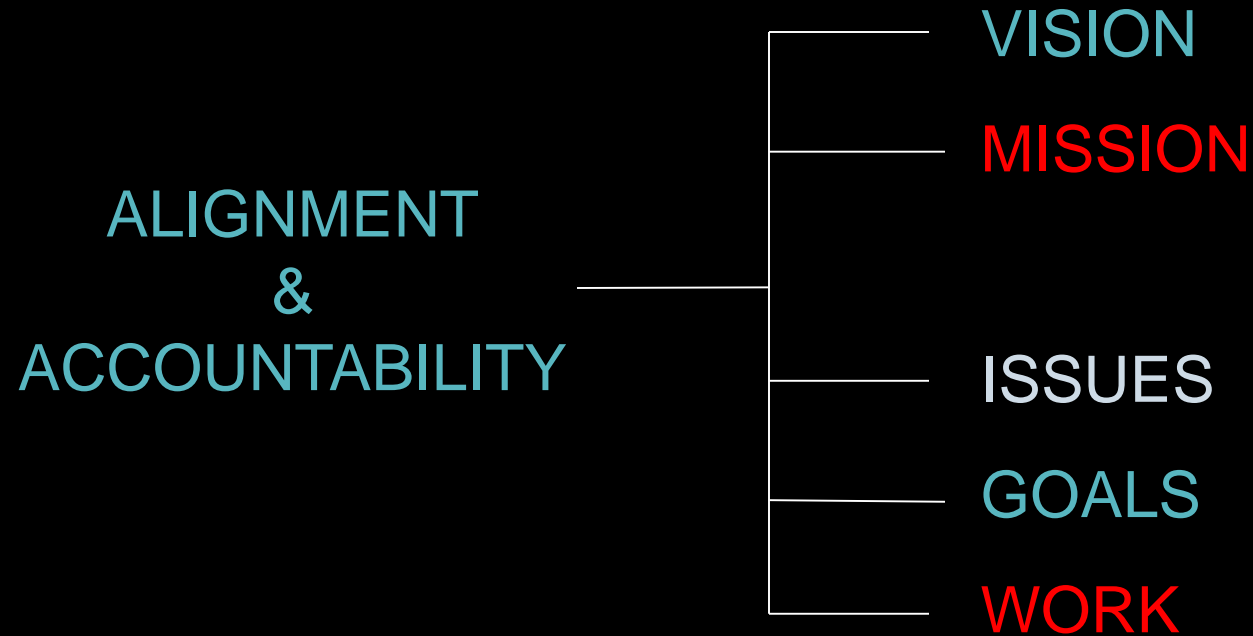 ALIGNMENT
&
ACCOUNTABILITY
VISION
MISSION
ISSUES
GOALS
WORK